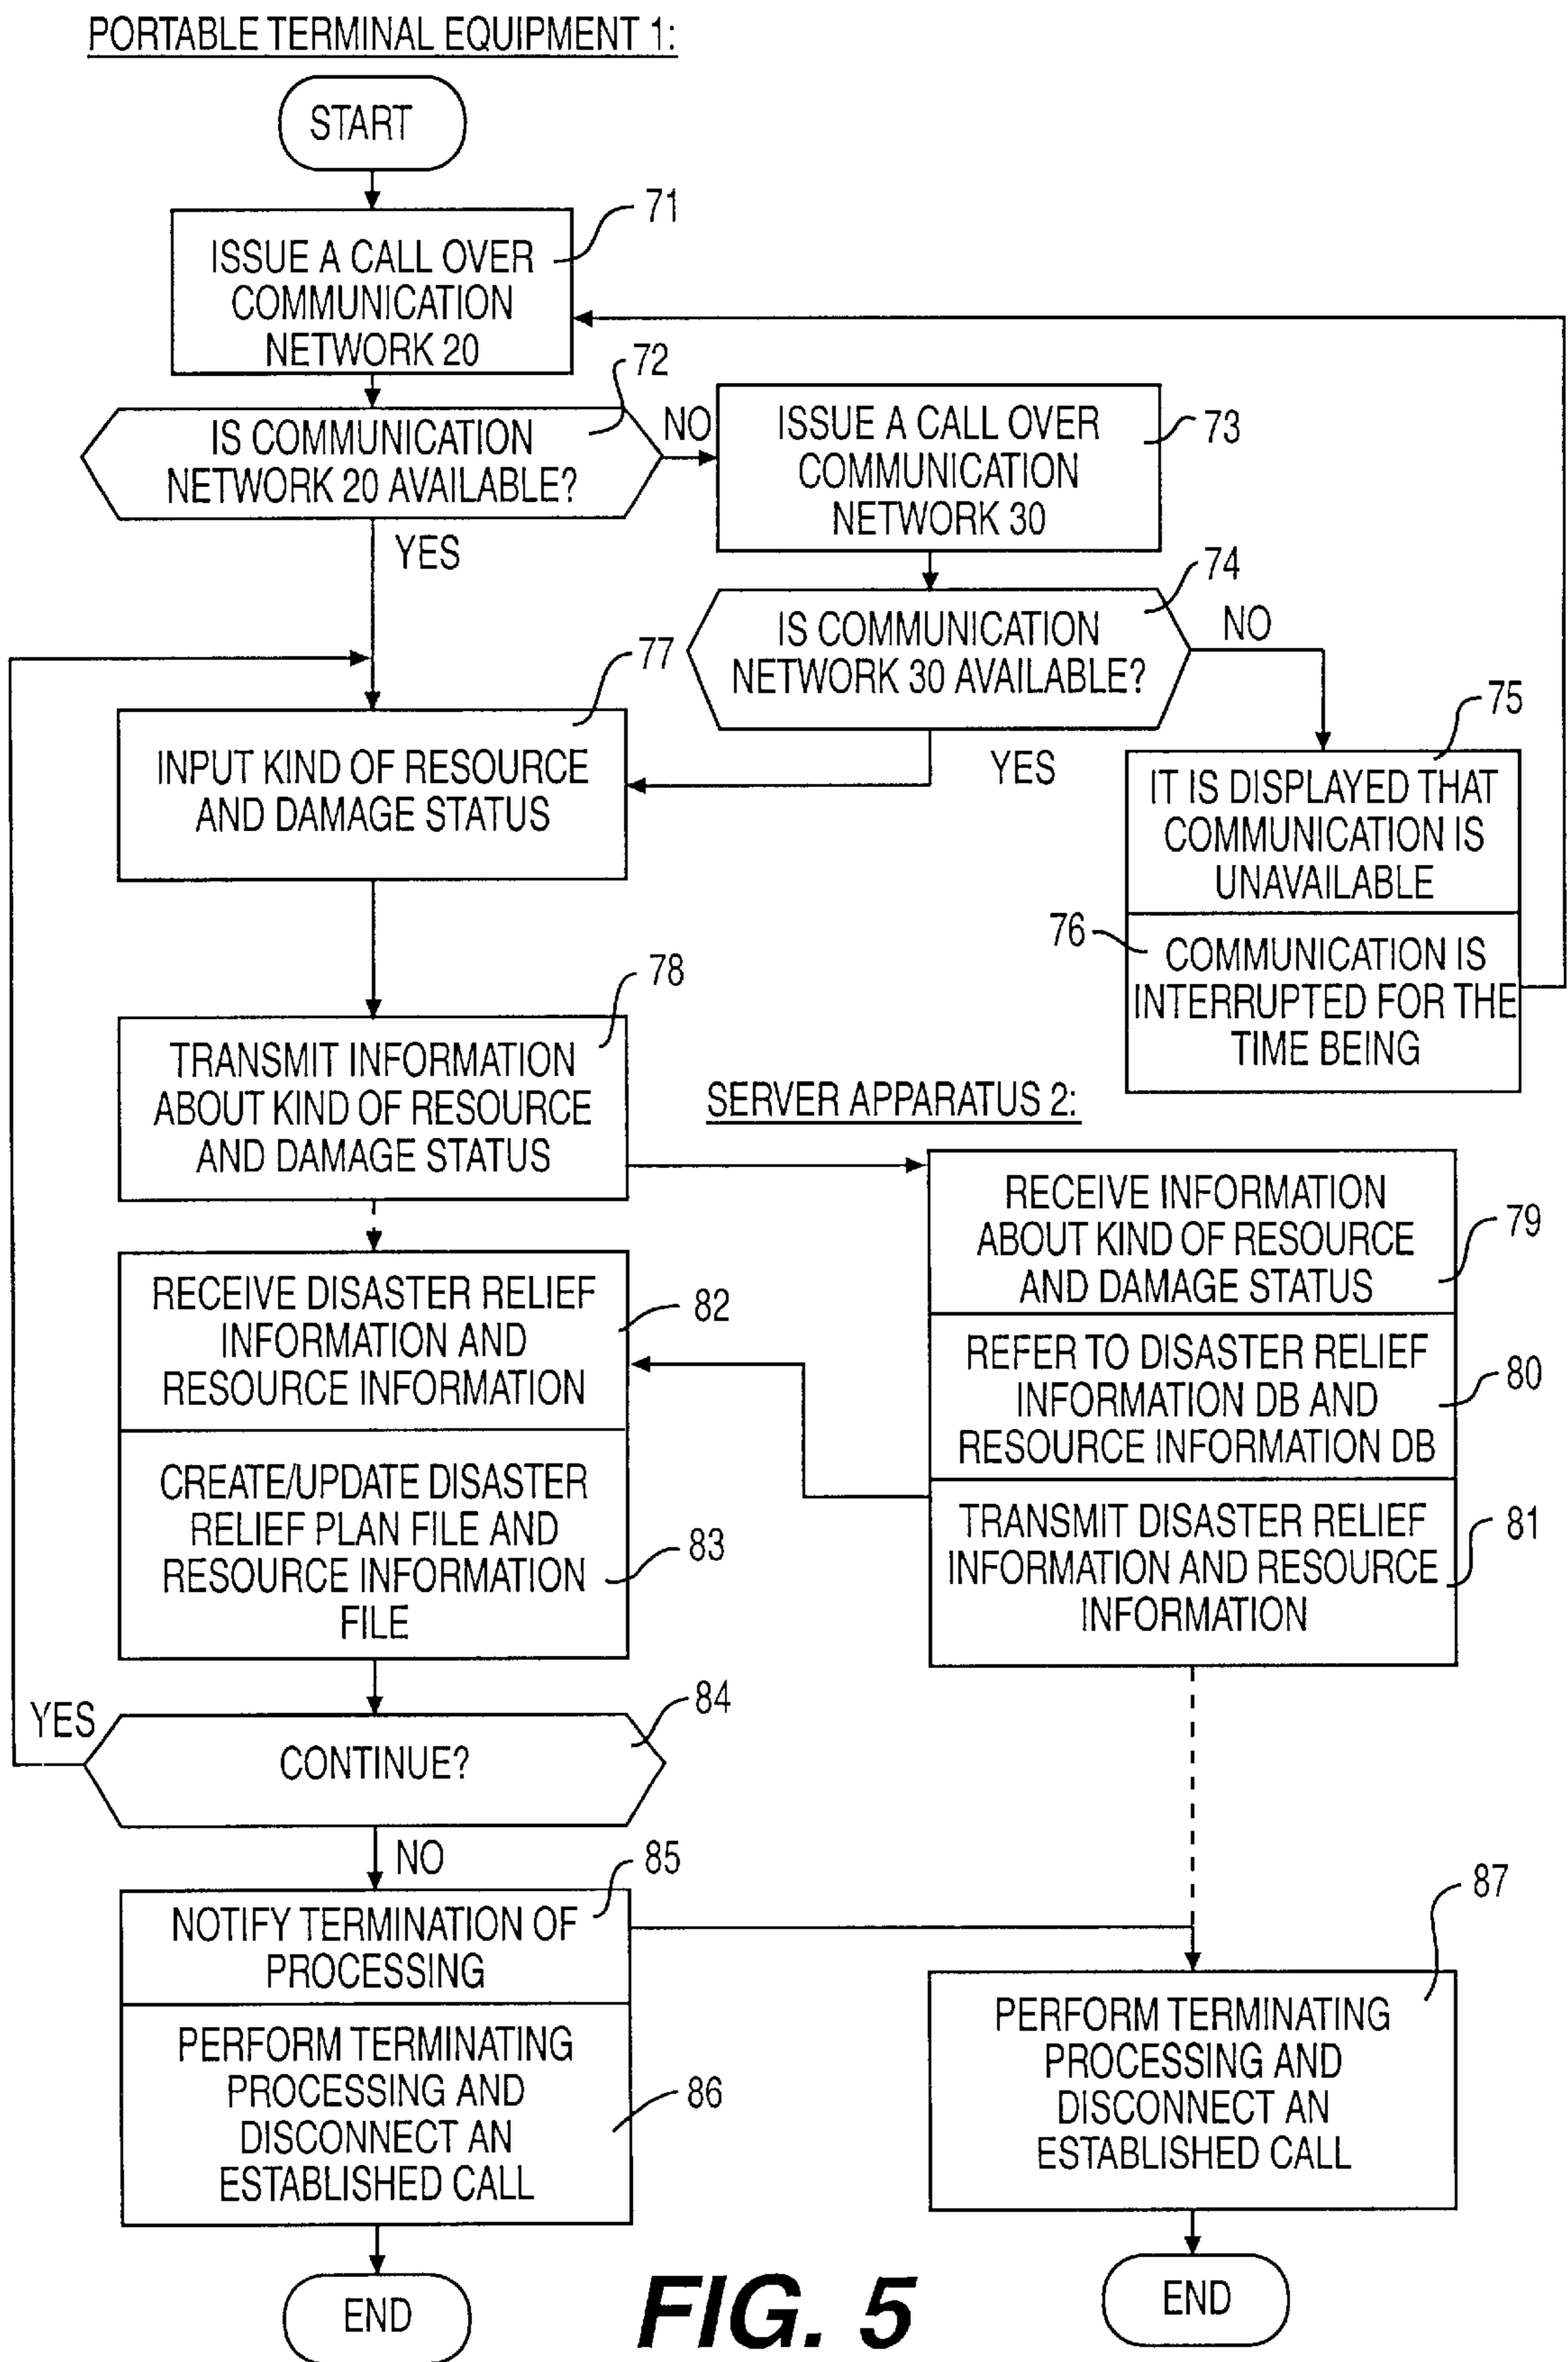 PORTABLE TERMINAL EQUIPMENT 1:
START
71
ISSUE A CALL OVER
COMMUNICATION
NETWORK 20
72
IS COMMUNICATION
NETWORK 20 AVAILABLE?
NO
YES
73
ISSUE A CALL OVER
COMMUNICATION
NETWORK 30
74
IS COMMUNICATION
NETWORK 30 AVAILABLE?
NO
YES
75
IT IS DISPLAYED THAT
COMMUNICATION IS
UNAVAILABLE
76
COMMUNICATION IS
INTERRUPTED FOR THE
TIME BEING
77
INPUT KIND OF RESOURCE
AND DAMAGE STATUS
78
TRANSMIT INFORMATION
ABOUT KIND OF RESOURCE
AND DAMAGE STATUS
SERVER APPARATUS 2:
RECEIVE INFORMATION
ABOUT KIND OF RESOURCE
AND DAMAGE STATUS
79
REFER TO DISASTER RELIEF
INFORMATION DB AND
RESOURCE INFORMATION DB
80
TRANSMIT DISASTER RELIEF
INFORMATION AND RESOURCE
INFORMATION
81
RECEIVE DISASTER RELIEF
INFORMATION AND
RESOURCE INFORMATION
82
CREATE/UPDATE DISASTER
RELIEF PLAN FILE AND
RESOURCE INFORMATION
FILE
83
84
CONTINUE?
YES
NO
85
NOTIFY TERMINATION OF
PROCESSING
PERFORM TERMINATING
PROCESSING AND
DISCONNECT AN
ESTABLISHED CALL
86
87
PERFORM TERMINATING
PROCESSING AND
DISCONNECT AN
ESTABLISHED CALL
END
END
FIG. 5